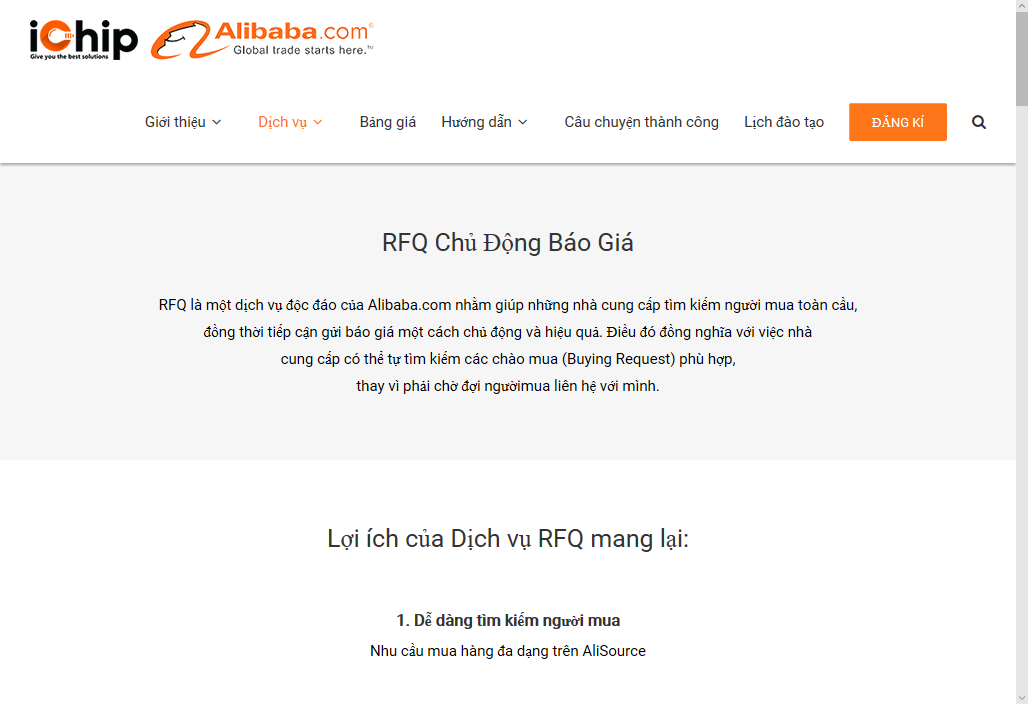 iChip
Give you the best solutions
Alibaba.com®
Global trade starts here.™
Giới thiệu
Dịch vụ
Bảng giá
Hướng dẫn
Câu chuyện thành công
Lịch đào tạo
ĐĂNG KÍ
RFQ Chủ Động Báo Giá
RFQ là một dịch vụ độc đáo của Alibaba.com nhằm giúp những nhà cung cấp tìm kiếm người mua toàn cầu,
đồng thời tiếp cận gửi báo giá một cách chủ động và hiệu quả. Điều đó đồng nghĩa với việc nhà
cung cấp có thể tự tìm kiếm các chào mua (Buying Request) phù hợp,
thay vì phải chờ đợi ngườimua liên hệ với mình.
Lợi ích của Dịch vụ RFQ mang lại:
1. Dễ dàng tìm kiếm người mua
Nhu cầu mua hàng đa dạng trên AliSource